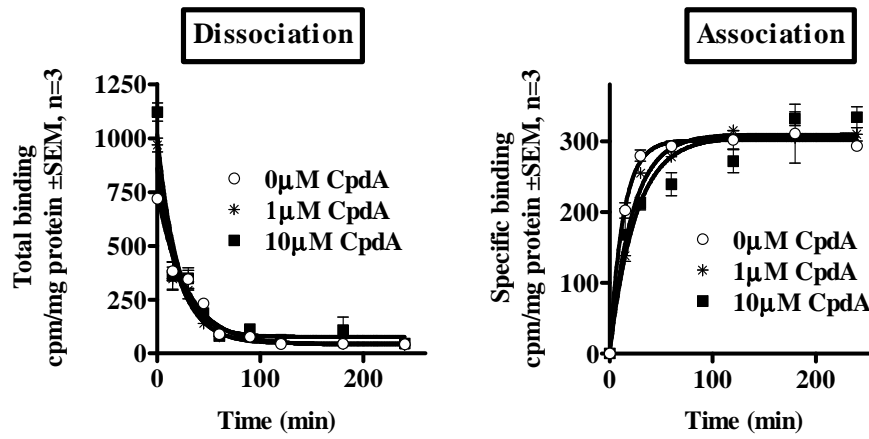 Dissociation
Total binding
cpm/mg protein ±SEM, n=3
1250
1000
750
500
250
0
0μM CpdA
1μM CpdA
10μM CpdA
0
100
200
Time (min)
Association
Specific binding
cpm/mg protein ±SEM, n=3
300
200
100
0
0μM CpdA
1μM CpdA
10μM CpdA
0
100
200
Time (min)